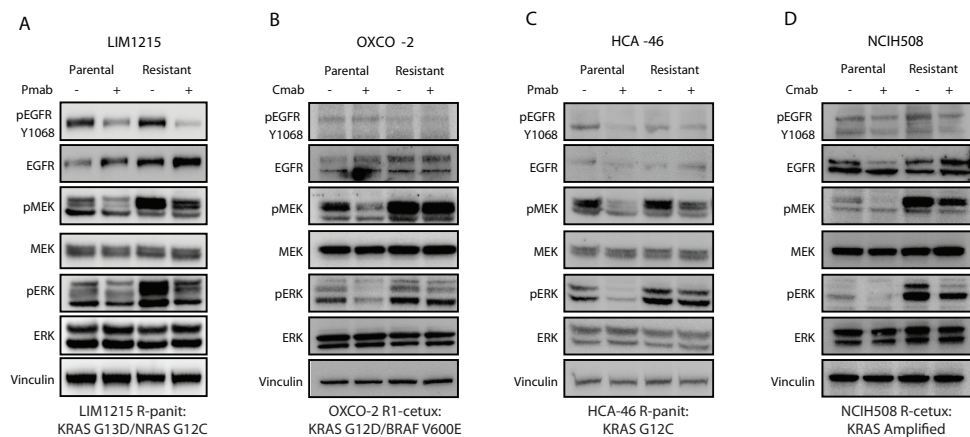 A
LIM1215
Parental Resistant
Pmab - + - +
pEGFR
Y1068
EGFR
pMEK
MEK
pERK
ERK
Vinculin
LIM1215 R-panit:
KRAS G13D/NRAS G12C
B
OXCO -2
Parental Resistant
Cmab - + - +
pEGFR
Y1068
EGFR
pMEK
MEK
pERK
ERK
Vinculin
OXCO-2 R1-cetux:
KRAS G12D/BRAF V600E
C
HCA -46
Parental Resistant
Pmab - + - +
pEGFR
Y1068
EGFR
pMEK
MEK
pERK
ERK
Vinculin
HCA-46 R-panit:
KRAS G12C
D
NCIH508
Parental Resistant
Cmab - + - +
pEGFR
Y1068
EGFR
pMEK
MEK
pERK
ERK
Vinculin
NCIH508 R-cetux:
KRAS Amplified